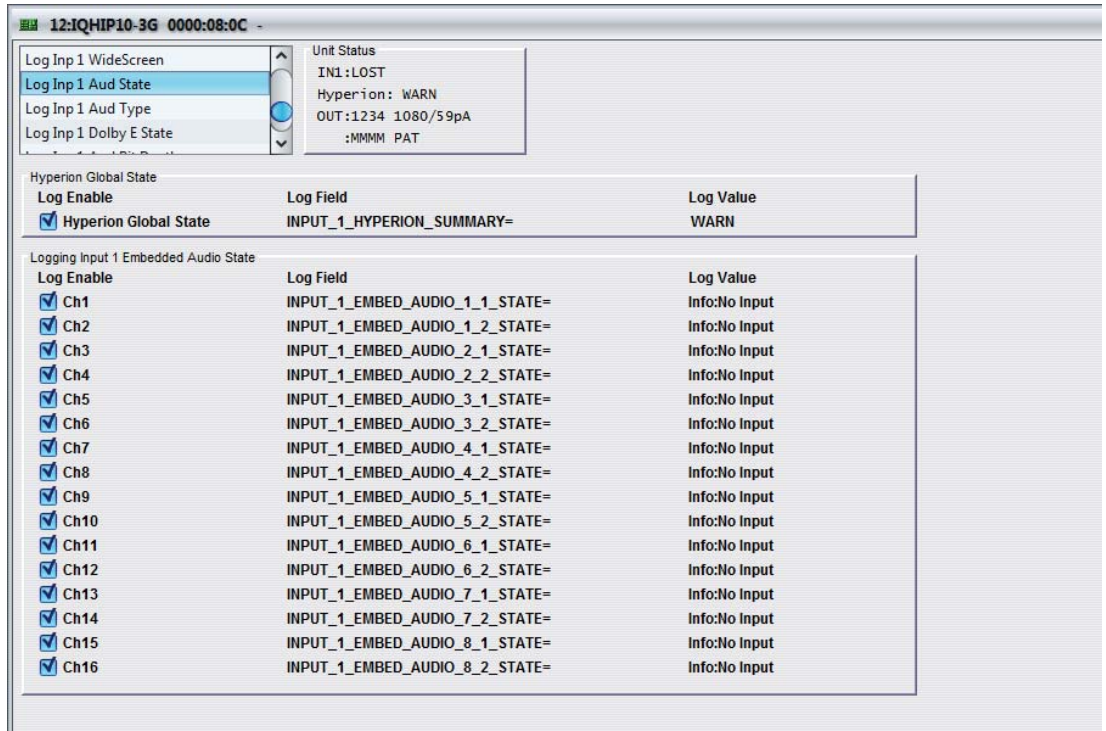 12:IQHIP10-3G 0000:08:0C -
Log Inp 1 WideScreen
Log Inp 1 Aud State
Log Inp 1 Aud Type
Log Inp 1 Dolby E State
Unit Status
IN1:LOST
Hyperion: WARN
OUT:1234 1080/59pA
:MMMM PAT
Hyperion Global State
Log Enable Log Field Log Value
Hyperion Global State INPUT_1_HYPERION_SUMMARY= WARN
Logging Input 1 Embedded Audio State
Log Enable Log Field Log Value
Ch1 INPUT_1_EMBED_AUDIO_1_1_STATE= Info:No Input
Ch2 INPUT_1_EMBED_AUDIO_1_2_STATE= Info:No Input
Ch3 INPUT_1_EMBED_AUDIO_2_1_STATE= Info:No Input
Ch4 INPUT_1_EMBED_AUDIO_2_2_STATE= Info:No Input
Ch5 INPUT_1_EMBED_AUDIO_3_1_STATE= Info:No Input
Ch6 INPUT_1_EMBED_AUDIO_3_2_STATE= Info:No Input
Ch7 INPUT_1_EMBED_AUDIO_4_1_STATE= Info:No Input
Ch8 INPUT_1_EMBED_AUDIO_4_2_STATE= Info:No Input
Ch9 INPUT_1_EMBED_AUDIO_5_1_STATE= Info:No Input
Ch10 INPUT_1_EMBED_AUDIO_5_2_STATE= Info:No Input
Ch11 INPUT_1_EMBED_AUDIO_6_1_STATE= Info:No Input
Ch12 INPUT_1_EMBED_AUDIO_6_2_STATE= Info:No Input
Ch13 INPUT_1_EMBED_AUDIO_7_1_STATE= Info:No Input
Ch14 INPUT_1_EMBED_AUDIO_7_2_STATE= Info:No Input
Ch15 INPUT_1_EMBED_AUDIO_8_1_STATE= Info:No Input
Ch16 INPUT_1_EMBED_AUDIO_8_2_STATE= Info:No Input